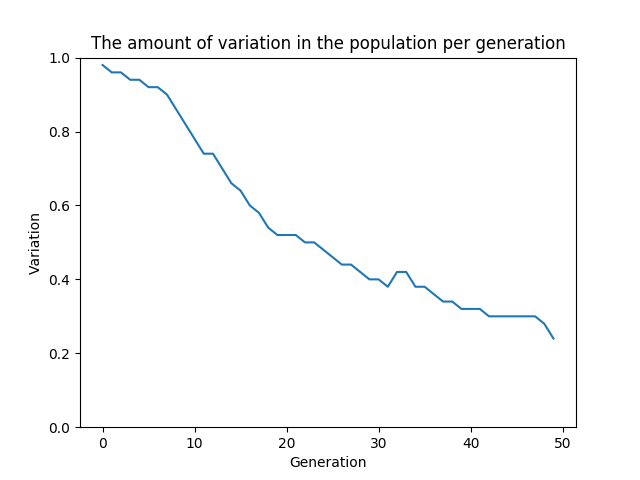 The amount of variation in the population per generation
1.0
0.8
0.6
0.4
0.2
0.0
Variation
0 10 20 30 40 50
Generation